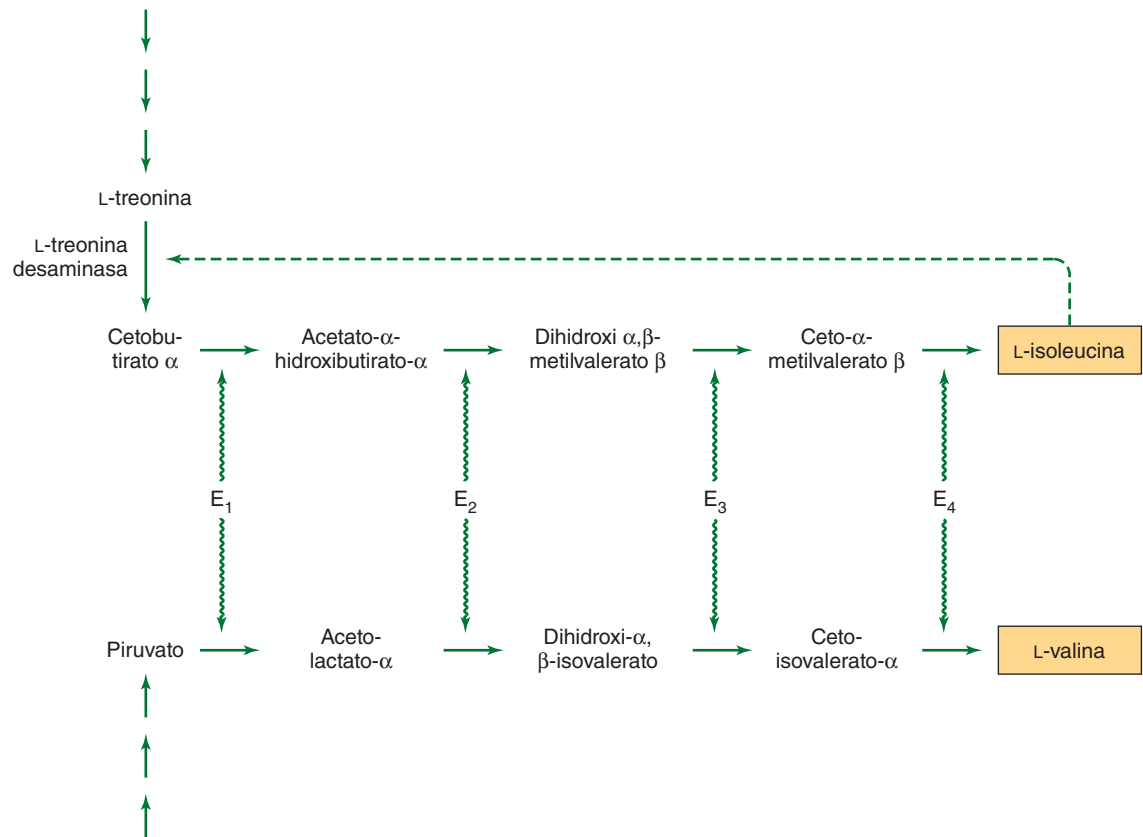 L-treonina
L-treonina
desaminasa
Cetobu-
tirato α
Acetato-α-
hidroxibutirato-α
Dihidroxi α,β-
metilvalerato β
Ceto-α-
metilvalerato β
L-isoleucina
E1
E2
E3
E4
Piruvato
Aceto-
lactato-α
Dihidroxi-α,
β-isovalerato
Ceto-
isovalerato-α
L-valina